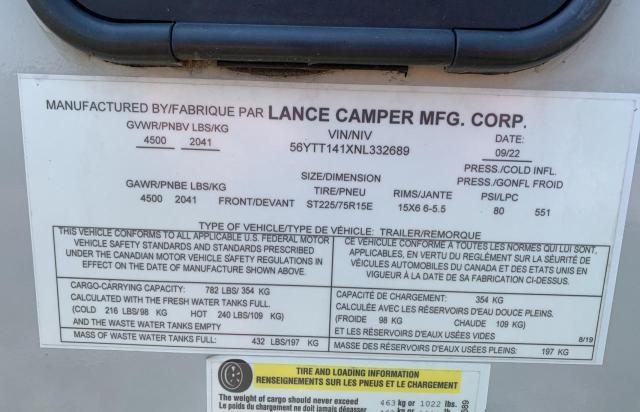 MANUFACTURED BY/FABRIQUE PAR LANCE CAMPER MFG. CORP.
GVWR/PNBV LBS/KG VIN/NIV DATE:
4500 2041 56YTT141XNL332689 09/22
SIZE/DIMENSION PRESS./COLD INFL.
GAWR/PNBE LBS/KG TIRE/PNEU RIMS/JANTE PRESS./GONFL FROID
PSI/LPC
4500 2041 FRONT/DEVANT ST225/75R15E 15X6 6-5.5 80 551
TYPE OF VEHICLE/TYPE DE VÉHICULE: TRAILER/REMORQUE
THIS VEHICLE CONFORMS TO ALL APPLICABLE U.S. FEDERAL MOTOR
VEHICLE SAFETY STANDARDS AND STANDARDS PRESCRIBED
UNDER THE CANADIAN MOTOR VEHICLE SAFETY REGULATIONS IN
EFFECT ON THE DATE OF MANUFACTURE SHOWN ABOVE.
CE VEHICULE CONFORME À TOUTES LES NORMES QUI LUI SONT
APPLICABLES, EN VERTU DU REGLEMENT SUR LA SÉCURITÉ DE
VÉHICULES AUTOMOBILES DU CANADA ET DES ETATS UNIS EN
VIGUEUR À LA DATE DE SA FABRICATION CI-DESSUS.
CARGO-CARRYING CAPACITY: 782 LBS/ 354 KG
CALCULATED WITH THE FRESH WATER TANKS FULL.
(COLD 216 LBS/98 KG HOT 240 LBS/109 KG)
AND THE WASTE WATER TANKS EMPTY
MASS OF WASTE WATER TANKS FULL: 432 LBS/197 KG
CAPACITÉ DE CHARGEMENT: 354 KG
CALCULÉE AVEC LES RÉSERVOIRS D'EAU DOUCE PLEINS.
(FROIDE 98 KG CHAUDE 109 KG)
ET LES RÉSERVOIRS D'EAUX USÉES VIDES 8/19
MASSE DES RÉSERVOIRS D'EAUX USÉES PLEINS: 197 KG
TIRE AND LOADING INFORMATION
RENSEIGNEMENTS SUR LES PNEUS ET LE CHARGEMENT
The weight of cargo should never exceed 463 kg or 1022 lbs.
Le poids du chargement ne doit jamais désasser